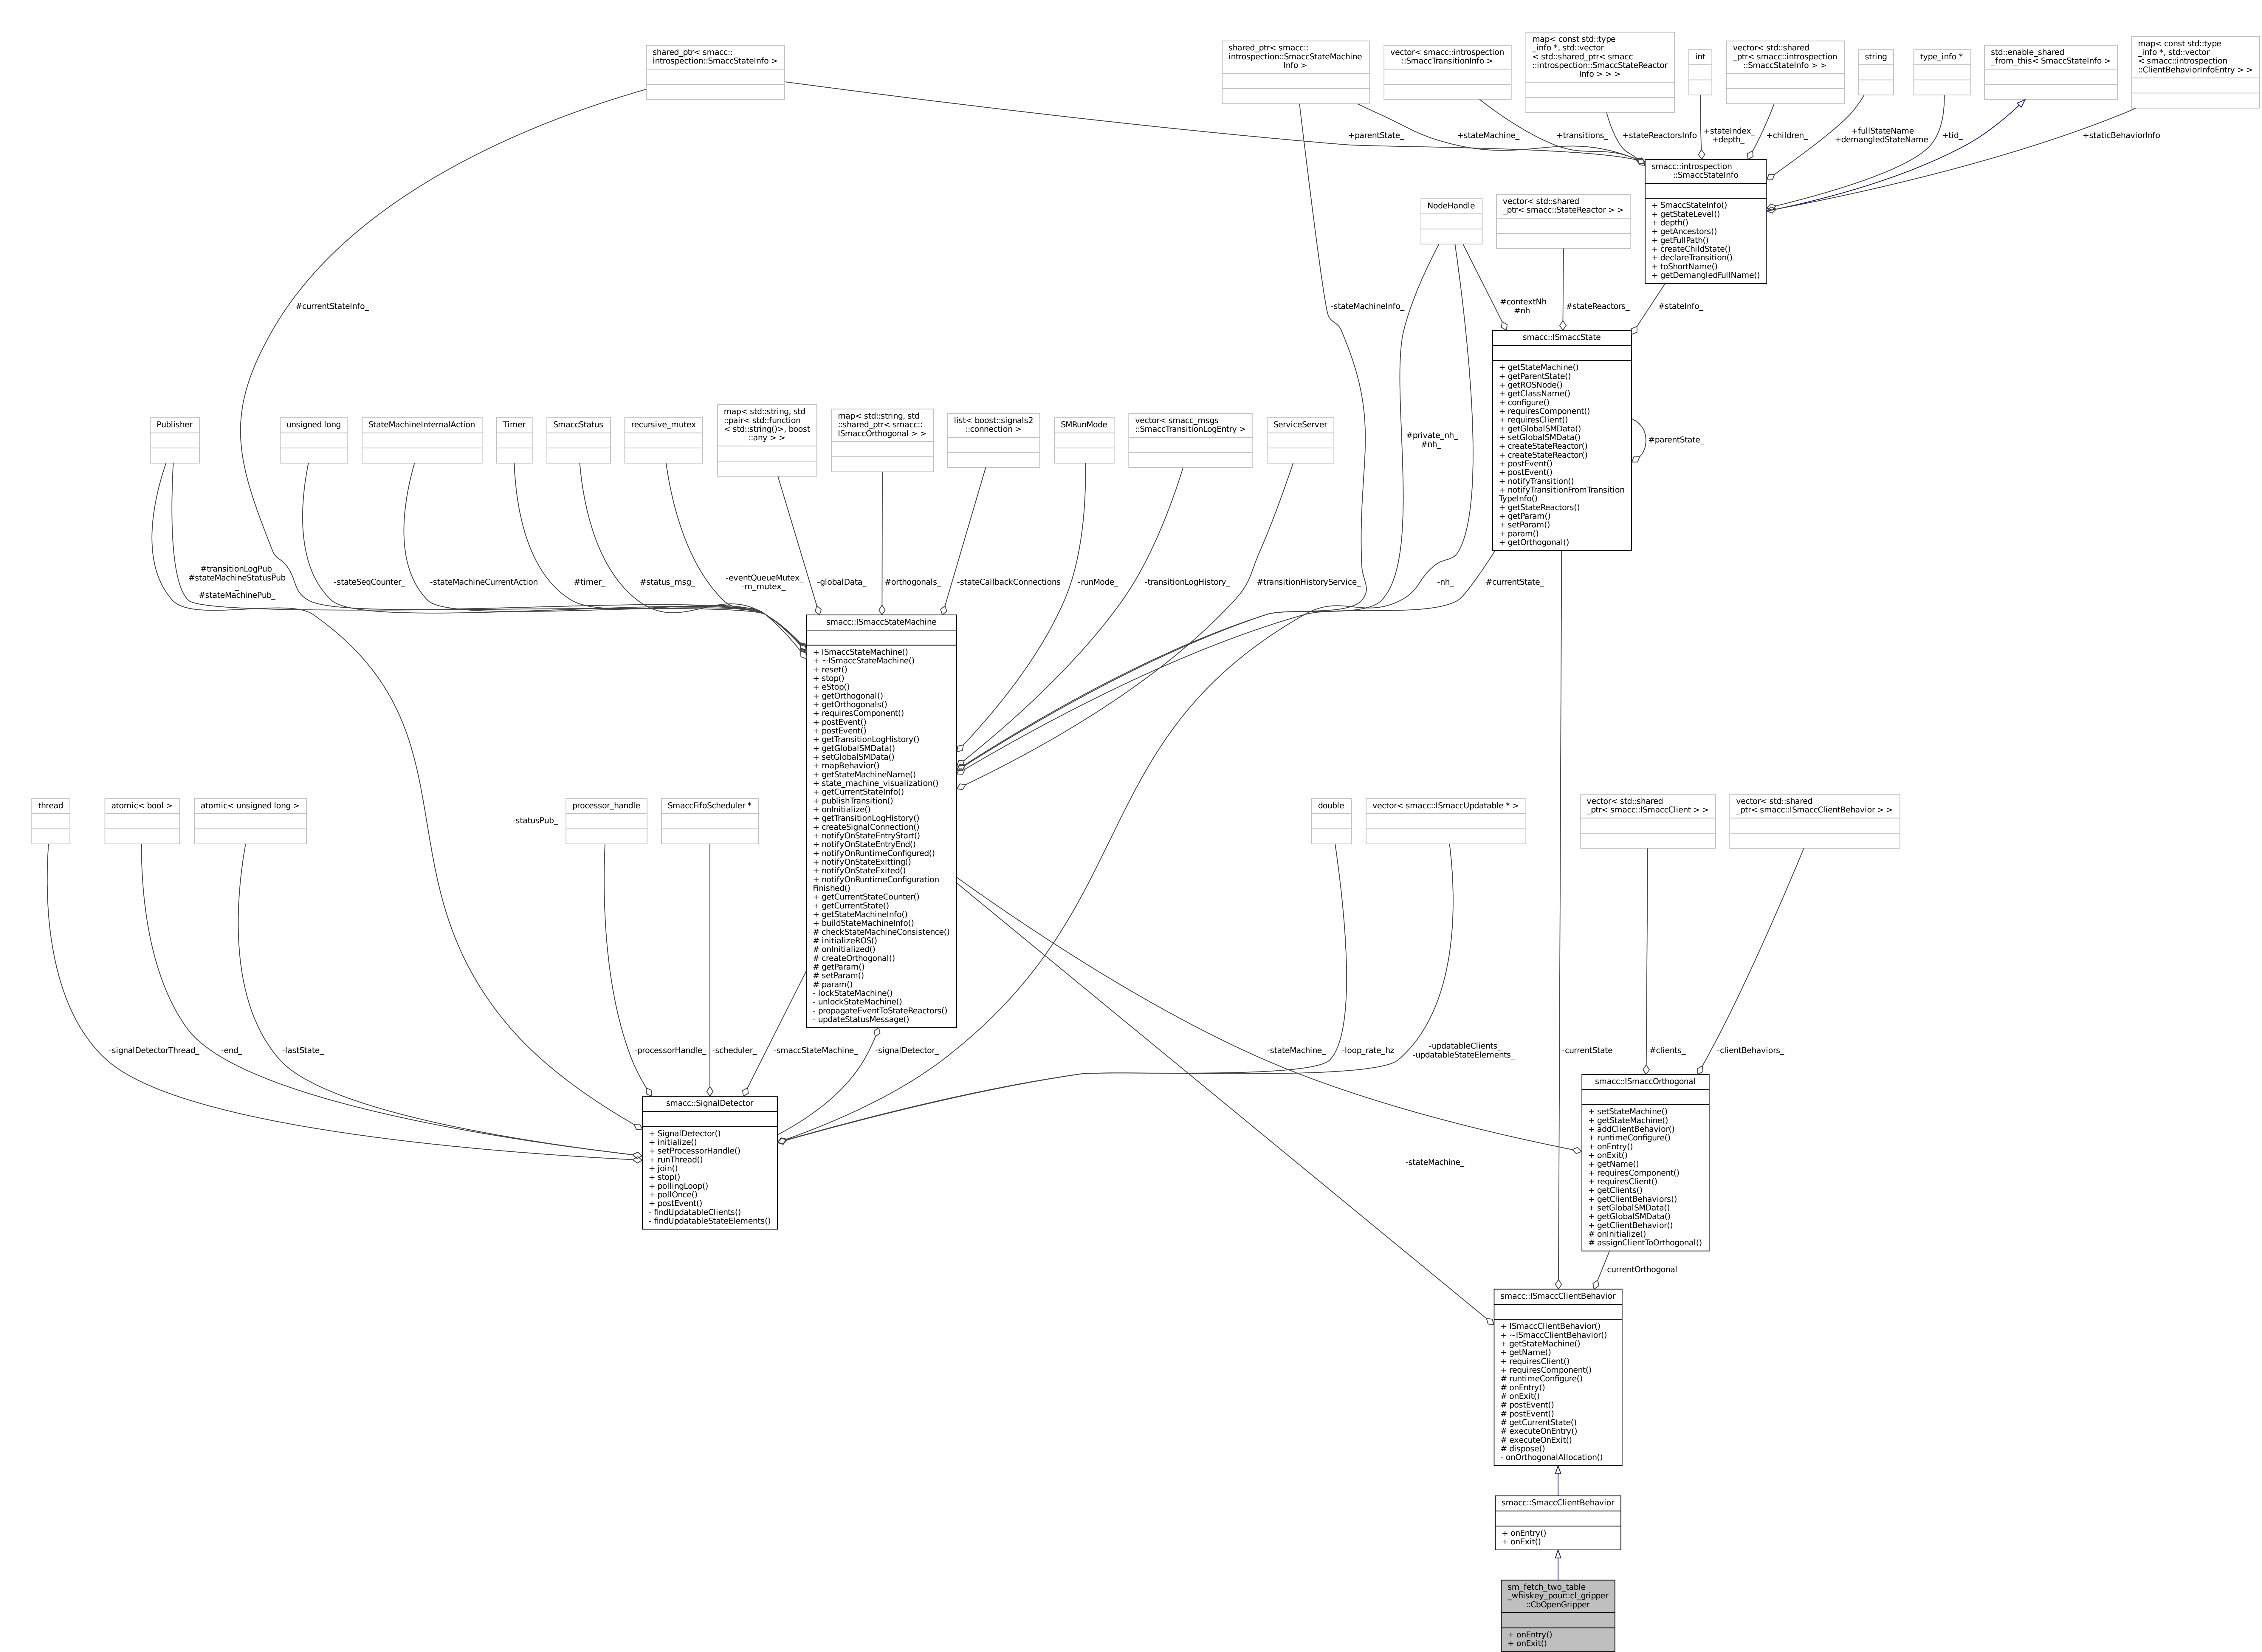 shared_ptr< smacc::
introspection::SmaccStateInfo >
shared_ptr< smacc::
introspection::SmaccStateMachine
Info >
vector< smacc::introspection
::SmaccTransitionInfo >
map< const std::type
_info *, std::vector
< std::shared_ptr< smacc
::introspection::SmaccStateReactor
Info > > >
int
vector< std::shared
_ptr< smacc::introspection
::SmaccStateInfo > >
string
type_info *
std::enable_shared
_from_this< SmaccStateInfo >
map< const std::type
_info *, std::vector
< smacc::introspection
::ClientBehaviorInfoEntry > >
+parentState_
+stateMachine_
+transitions_
+stateReactorsInfo
+stateIndex_
+depth_
+children_
+fullStateName
+demangledStateName
+tid_
+staticBehaviorInfo
smacc::introspection
::SmaccStateInfo
+ SmaccStateInfo()
+ getStateLevel()
+ depth()
+ getAncestors()
+ getFullPath()
+ createChildState()
+ declareTransition()
+ toShortName()
+ getDemangledFullName()
NodeHandle
vector< std::shared
_ptr< smacc::StateReactor > >
#currentStateInfo_
-stateMachineInfo_
#contextNh
#nh
#stateReactors_
#stateInfo_
smacc::ISmaccState
+ getStateMachine()
+ getParentState()
+ getROSNode()
+ getClassName()
+ configure()
+ requiresComponent()
+ requiresClient()
+ getGlobalSMData()
+ setGlobalSMData()
+ createStateReactor()
+ createStateReactor()
+ postEvent()
+ postEvent()
+ notifyTransition()
+ notifyTransitionFromTransition
TypeInfo()
+ getStateReactors()
+ getParam()
+ setParam()
+ param()
+ getOrthogonal()
#parentState_
#private_nh_
#nh_
Publisher
unsigned long
StateMachineInternalAction
Timer
SmaccStatus
recursive_mutex
map< std::string, std
::pair< std::function
< std::string()>, boost
::any > >
map< std::string, std
::shared_ptr< smacc::
ISmaccOrthogonal > >
list< boost::signals2
::connection >
SMRunMode
vector< smacc_msgs
::SmaccTransitionLogEntry >
ServiceServer
#transitionLogPub_
#stateMachineStatusPub
_
#stateMachinePub_
-stateSeqCounter_
-stateMachineCurrentAction
#timer_
#status_msg_
-eventQueueMutex_
-m_mutex_
-globalData_
#orthogonals_
-stateCallbackConnections
-runMode_
-transitionLogHistory_
#transitionHistoryService_
-nh_
#currentState_
smacc::ISmaccStateMachine
+ ISmaccStateMachine()
+ ~ISmaccStateMachine()
+ reset()
+ stop()
+ eStop()
+ getOrthogonal()
+ getOrthogonals()
+ requiresComponent()
+ postEvent()
+ postEvent()
+ getTransitionLogHistory()
+ getGlobalSMData()
+ setGlobalSMData()
+ mapBehavior()
+ getStateMachineName()
+ state_machine_visualization()
+ getCurrentStateInfo()
+ publishTransition()
+ onInitialize()
+ getTransitionLogHistory()
+ createSignalConnection()
+ notifyOnStateEntryStart()
+ notifyOnStateEntryEnd()
+ notifyOnRuntimeConfigured()
+ notifyOnStateExitting()
+ notifyOnStateExited()
+ notifyOnRuntimeConfiguration
Finished()
+ getCurrentStateCounter()
+ getCurrentState()
+ getStateMachineInfo()
+ buildStateMachineInfo()
# checkStateMachineConsistence()
# initializeROS()
# onInitialized()
# createOrthogonal()
# getParam()
# setParam()
# param()
- lockStateMachine()
- unlockStateMachine()
- propagateEventToStateReactors()
- updateStatusMessage()
thread
atomic< bool >
atomic< unsigned long >
-statusPub_
processor_handle
SmaccFifoScheduler *
double
vector< smacc::ISmaccUpdatable * >
vector< std::shared
_ptr< smacc::ISmaccClient > >
vector< std::shared
_ptr< smacc::ISmaccClientBehavior > >
-signalDetectorThread_
-end_
-lastState_
-processorHandle_
-scheduler_
-smaccStateMachine_
-signalDetector_
-stateMachine_
-loop_rate_hz
-updatableClients_
-updatableStateElements_
-currentState
#clients_
-clientBehaviors_
smacc::SignalDetector
+ SignalDetector()
+ initialize()
+ setProcessorHandle()
+ runThread()
+ join()
+ stop()
+ pollingLoop()
+ pollOnce()
+ postEvent()
- findUpdatableClients()
- findUpdatableStateElements()
smacc::ISmaccOrthogonal
+ setStateMachine()
+ getStateMachine()
+ addClientBehavior()
+ runtimeConfigure()
+ onEntry()
+ onExit()
+ getName()
+ requiresComponent()
+ requiresClient()
+ getClients()
+ getClientBehaviors()
+ setGlobalSMData()
+ getGlobalSMData()
+ getClientBehavior()
# onInitialize()
# assignClientToOrthogonal()
-stateMachine_
-currentOrthogonal
smacc::ISmaccClientBehavior
+ ISmaccClientBehavior()
+ ~ISmaccClientBehavior()
+ getStateMachine()
+ getName()
+ requiresClient()
+ requiresComponent()
# runtimeConfigure()
# onEntry()
# onExit()
# postEvent()
# postEvent()
# getCurrentState()
# executeOnEntry()
# executeOnExit()
# dispose()
- onOrthogonalAllocation()
smacc::SmaccClientBehavior
+ onEntry()
+ onExit()
sm_fetch_two_table
_whiskey_pour::cl_gripper
::CbOpenGripper
+ onEntry()
+ onExit()